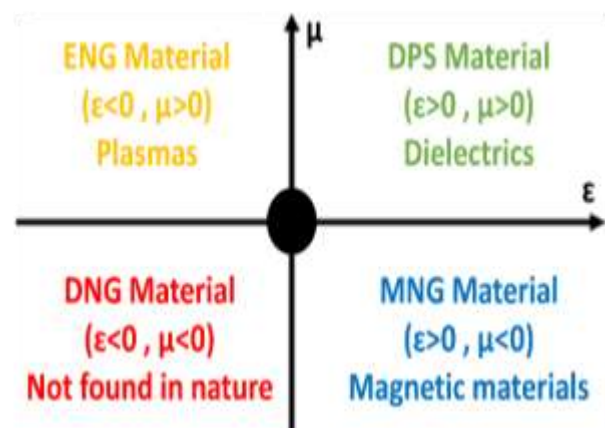 μ
ENG Material
(ε<0 , μ>0)
Plasmas
DPS Material
(ε>0 , μ>0)
Dielectrics
ε
DNG Material
(ε<0 , μ<0)
Not found in nature
MNG Material
(ε>0 , μ<0)
Magnetic materials